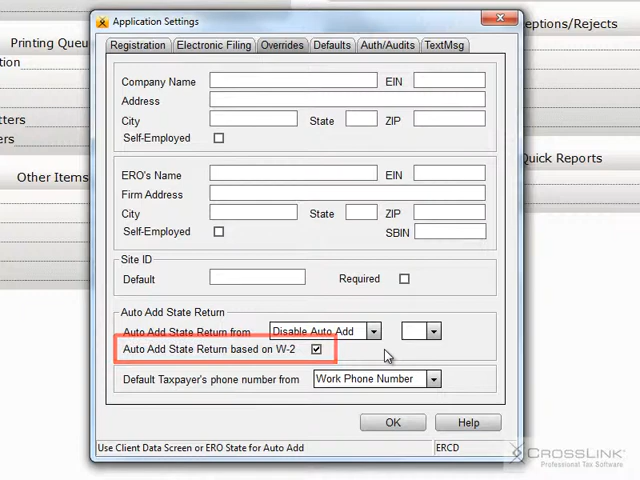 Application Settings
eptions/Rejects
Registration Electronic Filing Overrides Defaults Auth/Audits TextMsg
Printing Queu
tion
Company Name EIN
Address
City State ZIP
Self-Employed
tters
ers
Quick Reports
Other Items
ERO's Name EIN
Firm Address
City State ZIP
Self-Employed SBIN
Site ID
Default Required
Auto Add State Return
Auto Add State Return from Disable Auto Add
Auto Add State Return based on W-2
Default Taxpayer's phone number from Work Phone Number
OK Help
Use Client Data Screen or ERO State for Auto Add ERCD
CROSSLINK
Professional Tax Software